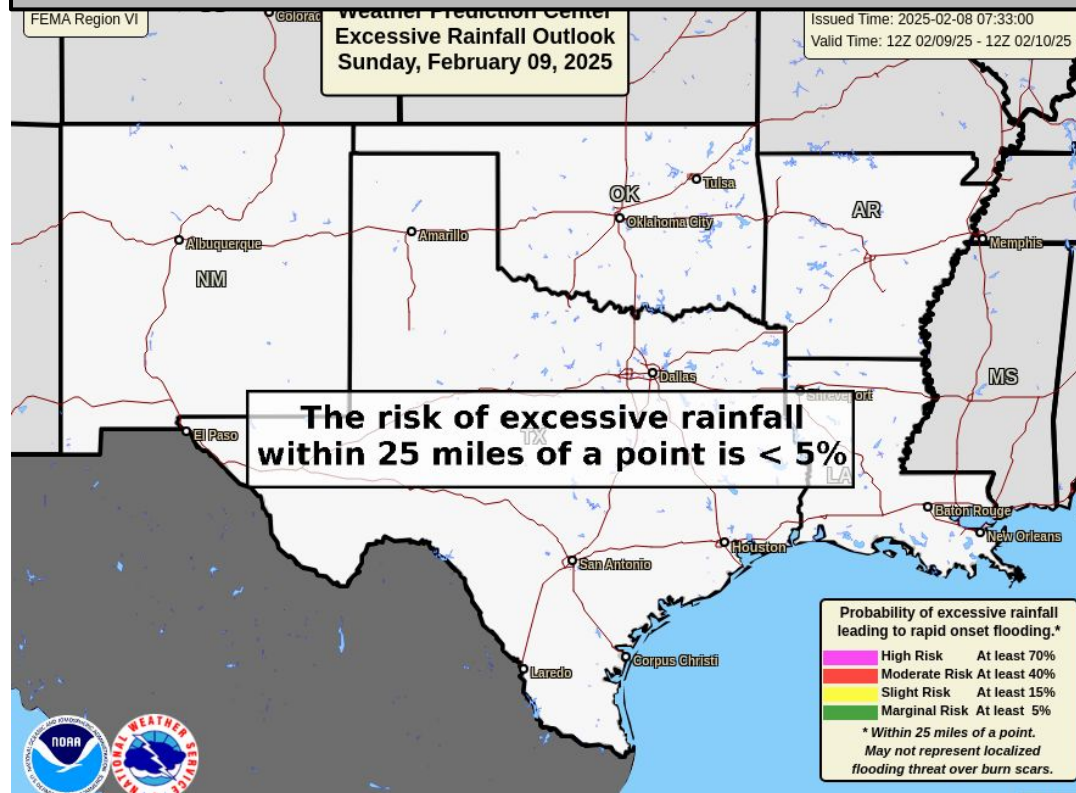 FEMA Region VI
Colorad
Weather Prediction Center
Excessive Rainfall Outlook
Sunday, February 09, 2025
Issued Time: 2025-02-08 07:33:00
Valid Time: 12Z 02/09/25 - 12Z 02/10/25
Tulsa
OK
Oklahoma City
AR
Amarillo
Albuquerque
Memphis
NM
Dallas
MS
Shreveport
The risk of excessive rainfall
TX
within 25 miles of a point is < 5%
El Paso
LA
Baton Rouge
New Orleans
Houston
San Antonio
Corpus Christi
Laredo
Probability of excessive rainfall
leading to rapid onset flooding.*
High Risk At least 70%
Moderate Risk At least 40%
Slight Risk At least 15%
Marginal Risk At least 5%
* Within 25 miles of a point.
May not represent localized
flooding threat over burn scars.
NOAA
NATIONAL WEATHER SERVICE